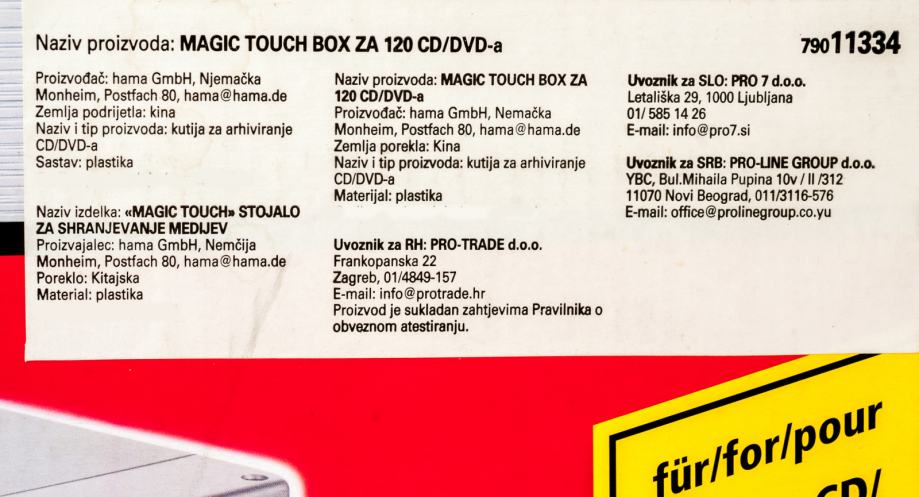 Naziv proizvoda: MAGIC TOUCH BOX ZA 120 CD/DVD-a
79011334
Proizvođač: hama GmbH, Njemačka
Monheim, Postfach 80, hama@hama.de
Zemlja podrijetla: kina
Naziv i tip proizvoda: kutija za arhiviranje
CD/DVD-a
Sastav: plastika
Naziv izdelka: «MAGIC TOUCH» STOJALO
ZA SHRANJEVANJE MEDIJEV
Proizvajalec: hama GmbH, Nemčija
Monheim, Postfach 80, hama@hama.de
Poreklo: Kitajska
Material: plastika
Naziv proizvoda: MAGIC TOUCH BOX ZA
120 CD/DVD-a
Proizvođač: hama GmbH, Nemačka
Monheim, Postfach 80, hama@hama.de
Zemlja porekla: Kina
Naziv i tip proizvoda: kutija za arhiviranje
CD/DVD-a
Materijal: plastika
Uvoznik za RH: PRO-TRADE d.o.o.
Frankopanska 22
Zagreb, 01/4849-157
E-mail: info@protrade.hr
Proizvod je sukladan zahtjevima Pravilnika o
obveznom atestiranju.
Uvoznik za SLO: PRO 7 d.o.o.
Letališka 29, 1000 Ljubljana
01/ 585 14 26
E-mail: info@pro7.si
Uvoznik za SRB: PRO-LINE GROUP d.o.o.
YBC, Bul.Mihaila Pupina 10v / II /312
11070 Novi Beograd, 011/3116-576
E-mail: office@prolinegroup.co.yu
für/for/pour
CD/